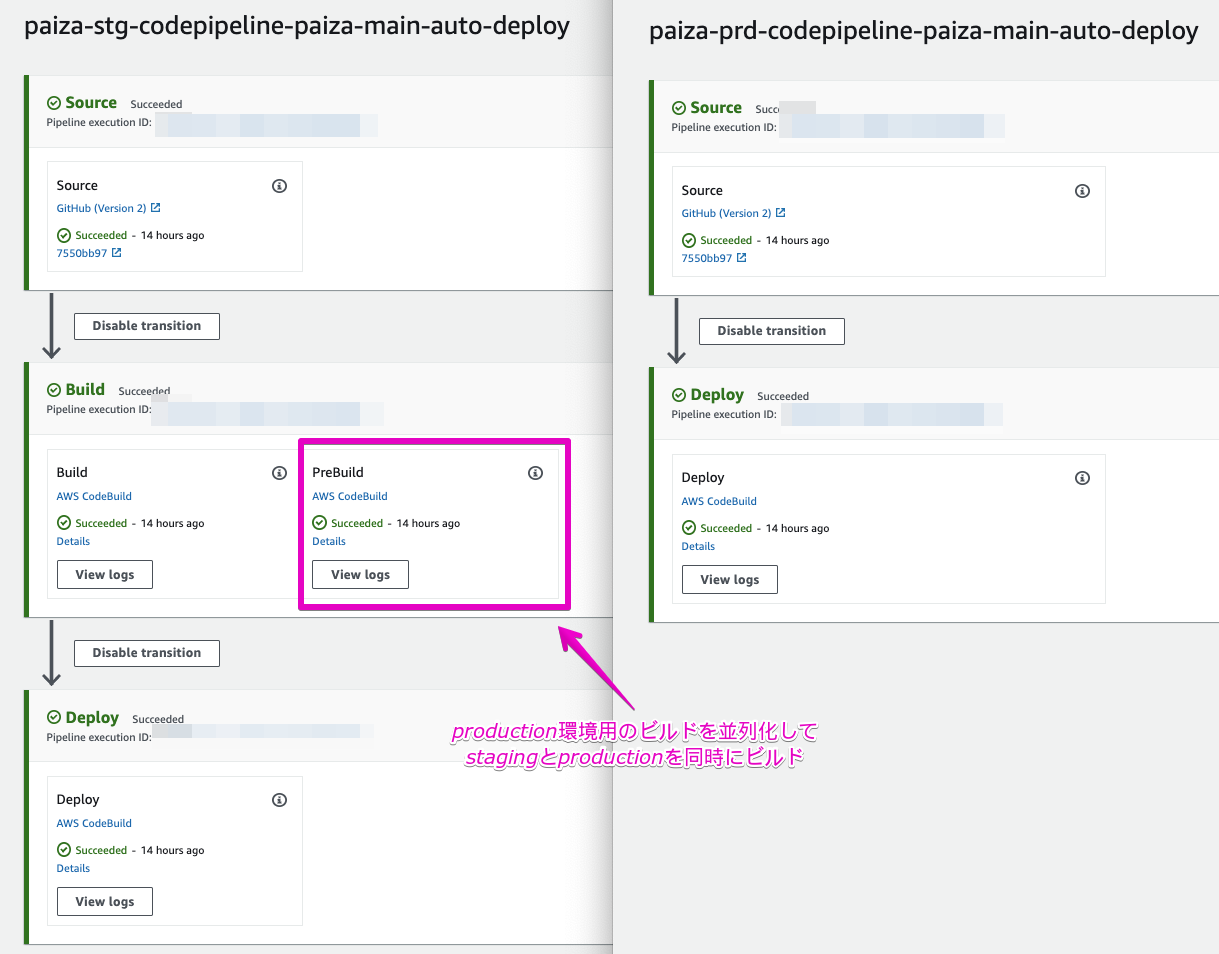 paiza-stg-codepipeline-paiza-main-auto-deploy
Source Succeeded
Pipeline execution ID:
Source
GitHub (Version 2)
Succeeded - 14 hours ago
7550bb97
Disable transition
Build Succeeded
Pipeline execution ID:
Build
AWS CodeBuild
Succeeded - 14 hours ago
Details
View logs
PreBuild
AWS CodeBuild
Succeeded - 14 hours ago
Details
View logs
Disable transition
Deploy Succeeded
Pipeline execution ID:
Deploy
AWS CodeBuild
Succeeded - 14 hours ago
Details
View logs
production環境用のビルドを並列化して
stagingとproductionを同時にビルド
paiza-prd-codepipeline-paiza-main-auto-deploy
Source
Pipeline execution ID:
Source
GitHub (Version 2)
Succeeded - 14 hours ago
7550bb97
Disable transition
Deploy Succeeded
Pipeline execution ID:
Deploy
AWS CodeBuild
Succeeded - 14 hours ago
Details
View logs